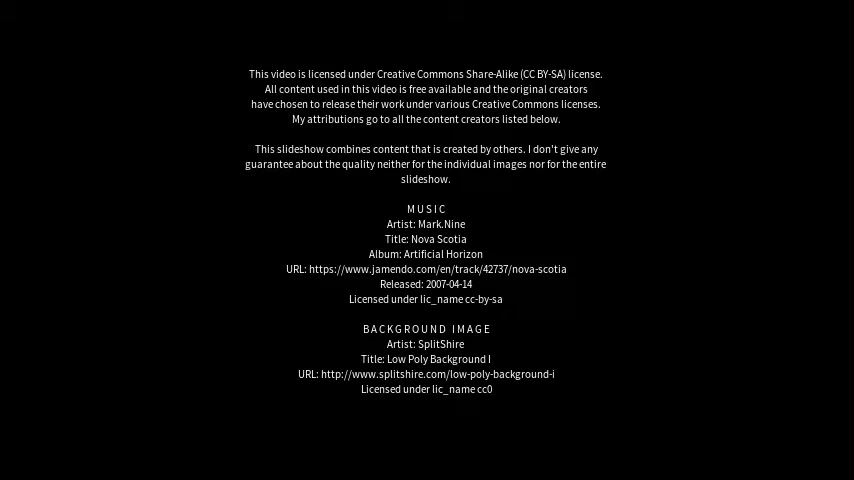 This video is licensed under Creative Commons Share-Alike (CC BY-SA) license.
All content used in this video is free available and the original creators
have chosen to release their work under various Creative Commons licenses.
My attributions go to all the content creators listed below.
This slideshow combines content that is created by others. I don't give any
guarantee about the quality neither for the individual images nor for the entire
slideshow.
MUSIC
Artist: Mark.Nine
Title: Nova Scotia
Album: Artificial Horizon
URL: https://www.jamendo.com/en/track/42737/nova-scotia
Released: 2007-04-14
Licensed under lic_name cc-by-sa
BACKGROUND IMAGE
Artist: SplitShire
Title: Low Poly Background I
URL: http://www.splitshire.com/low-poly-background-i
Licensed under lic_name cc0